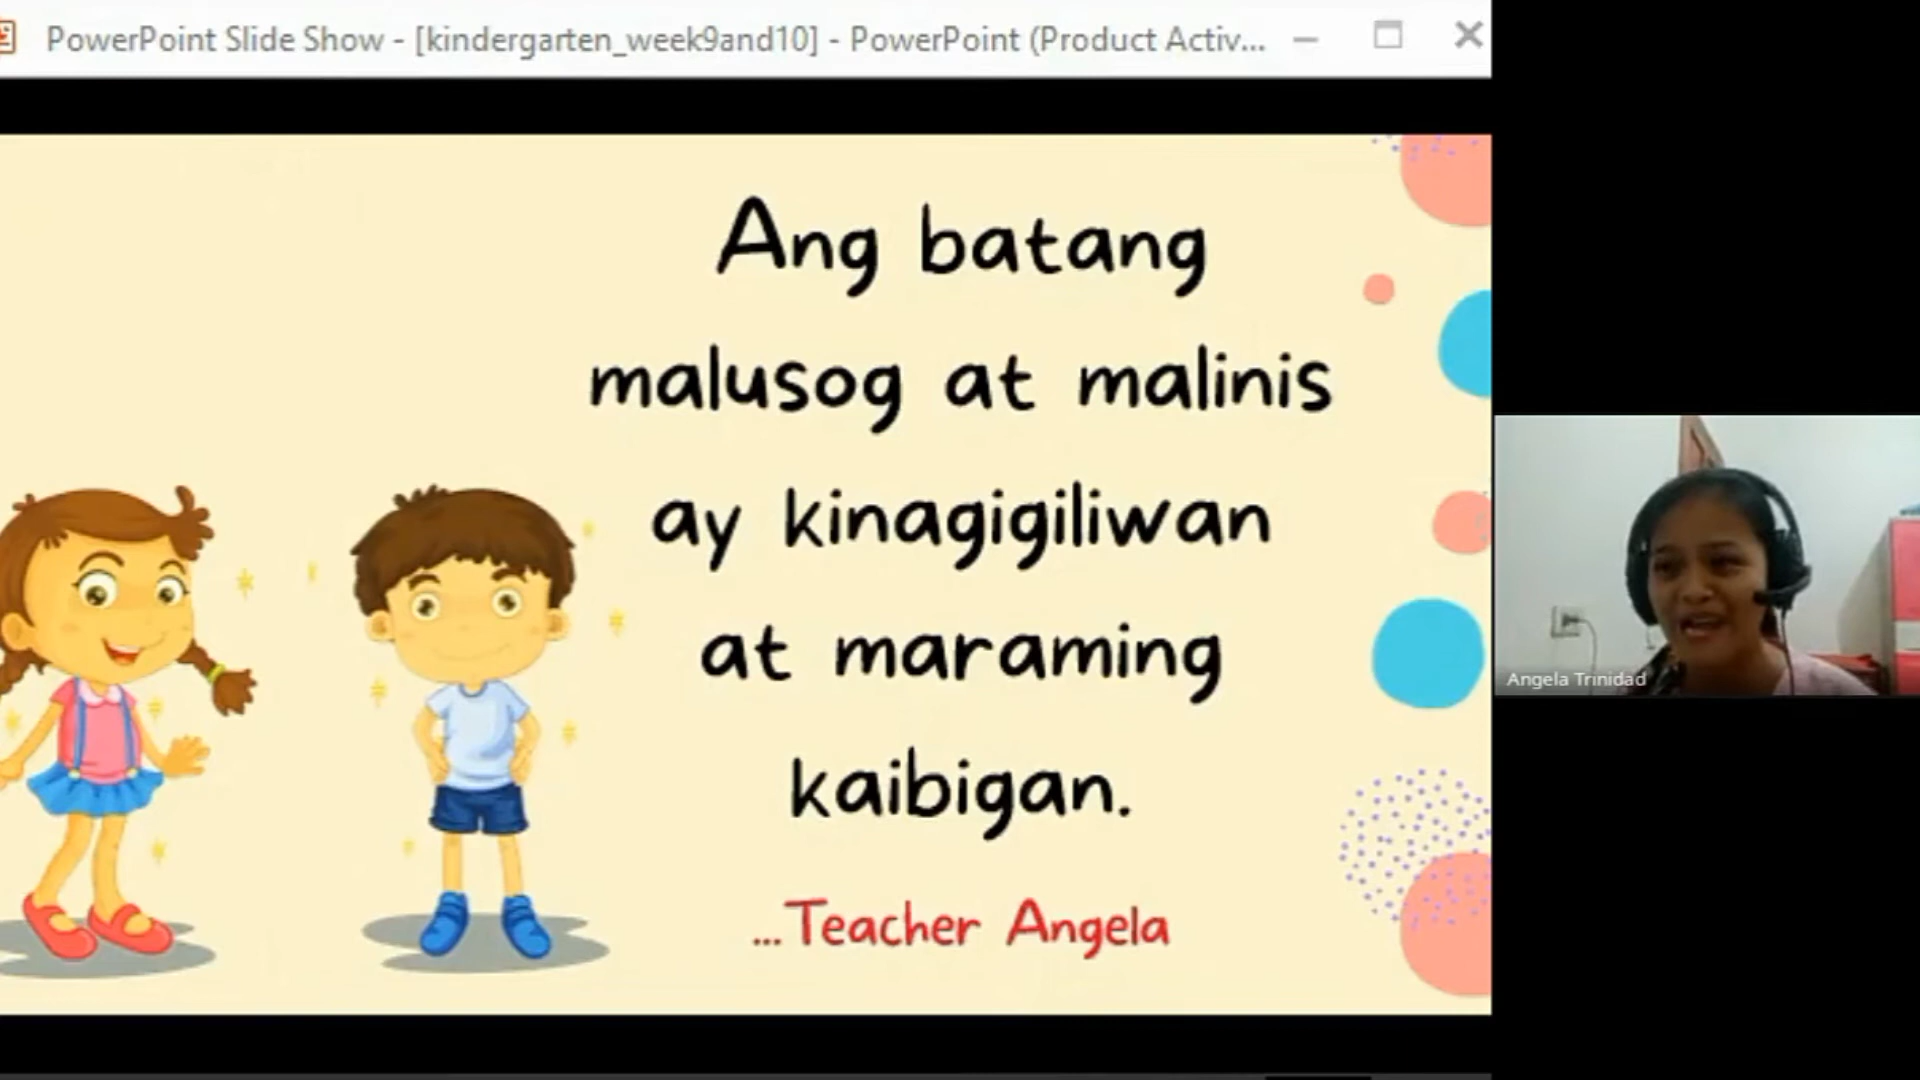 PowerPoint Slide Show - [kindergarten_week9and10] - PowerPoint (Product Activ...
Ang batang
malusog at malinis
ay kinagigiliwan
at maraming
kaibigan.
...Teacher Angela
Angela Trinidad